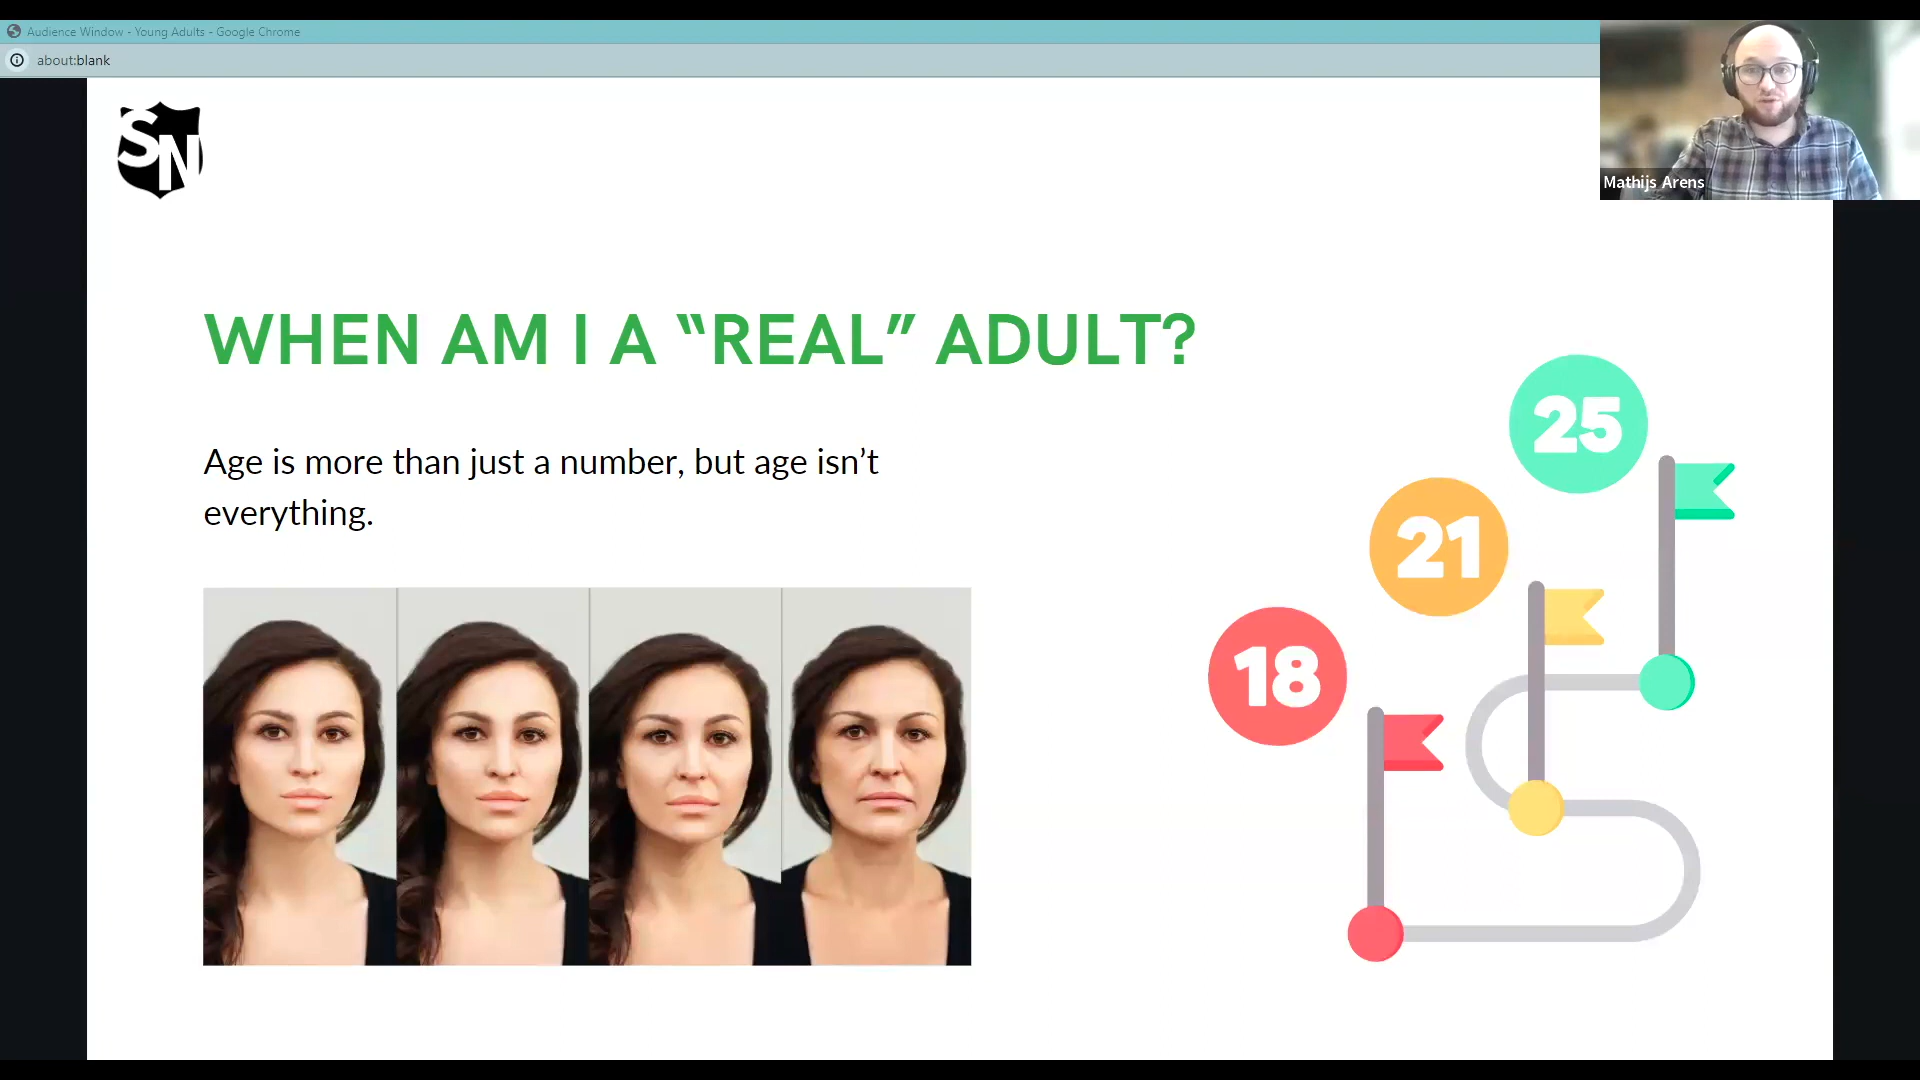 Audience Window - Young Adults - Google Chrome
about:blank
Mathijs Arens
SN
WHEN AM I A “REAL” ADULT?
Age is more than just a number, but age isn’t
everything.
25
21
18